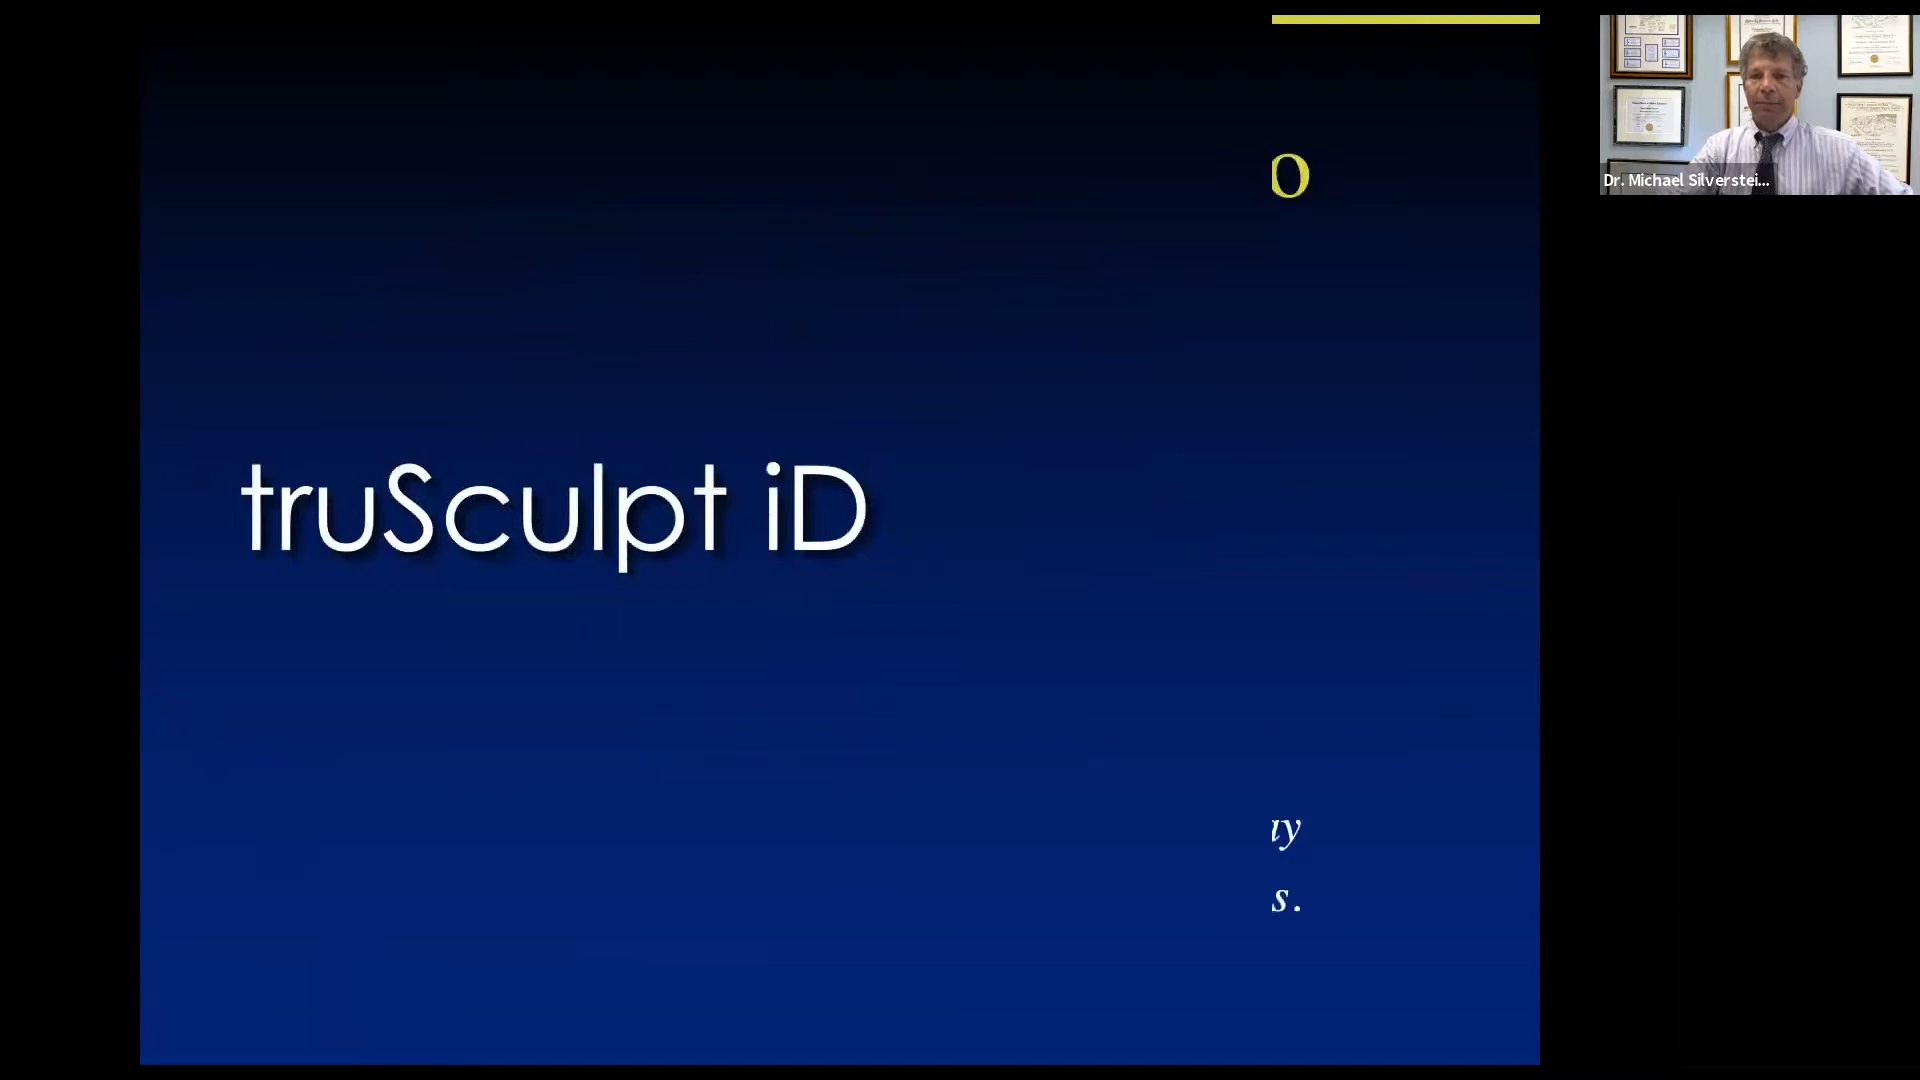 o
Dr. Michael Silverstei...
truSculpt iD
y
s.